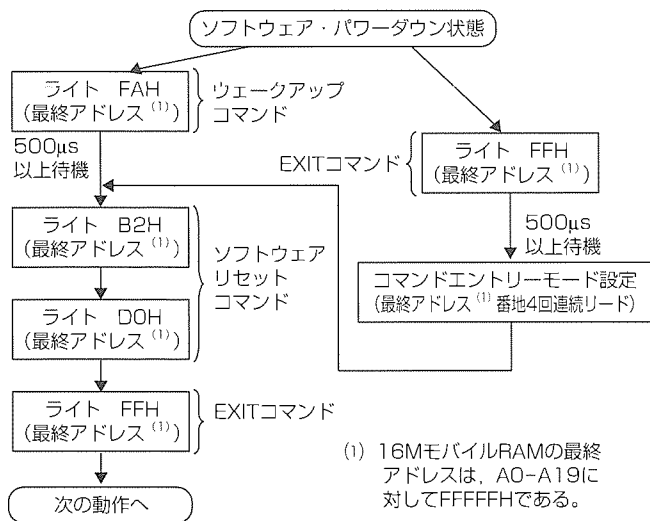 ソフトウェア・パワーダウン状態
ライト FAH
(最終アドレス(1))
ウェークアップ
コマンド
500μs
以上待機
EXITコマンド
ライト FFH
(最終アドレス(1))
500μs
以上待機
コマンドエントリーモード設定
(最終アドレス(1)番地4回連続リード)
ライト B2H
(最終アドレス(1))
ソフトウェア
リセット
コマンド
ライト D0H
(最終アドレス(1))
ライト FFH
(最終アドレス(1))
EXITコマンド
次の動作へ
(1) 16MモバイルRAMの最終
アドレスは,A0-A19に
対してFFFFFHである。